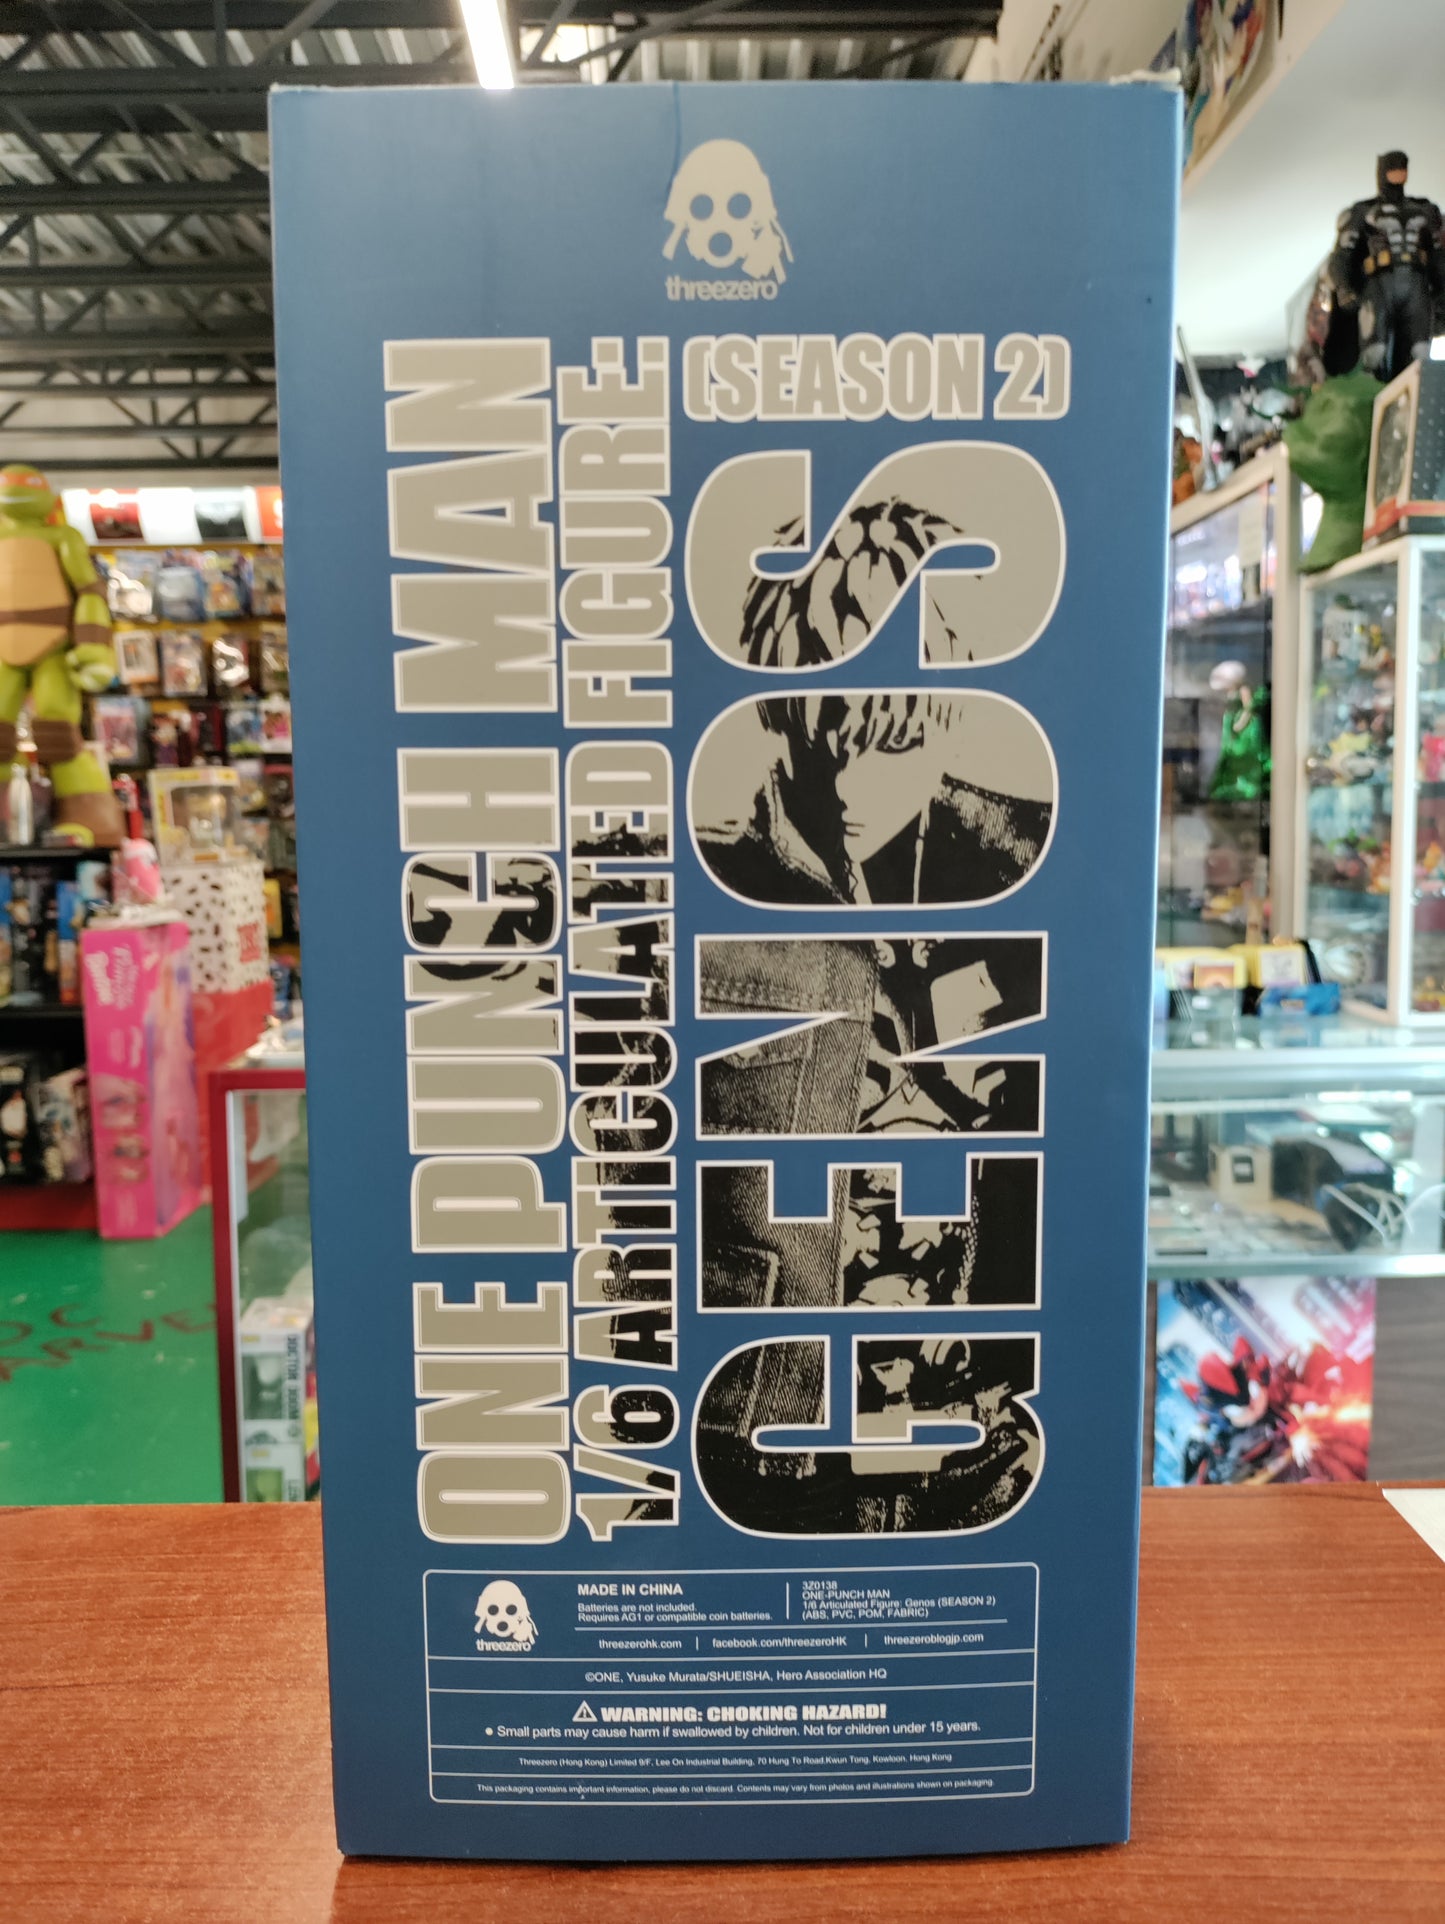 threezero
(SEASON 2)
ONE PUNCH MAN
1/6 ARTICULATED FIGURE:
GENOS
threezero
MADE IN CHINA
Batteries are not included.
Requires AG1 or compatible coin batteries.
3Z0138
ONE-PUNCH MAN
1/6 Articulated Figure: Genos (SEASON 2)
(ABS, PVC, POM, FABRIC)
threezerohk.com | facebook.com/threezeroHK | threezeroblogjp.com
©ONE, Yusuke Murata/SHUEISHA, Hero Association HQ
⚠ WARNING: CHOKING HAZARD!
● Small parts may cause harm if swallowed by children. Not for children under 15 years.
Threezero (Hong Kong) Limited 9/F, Lee On Industrial Building, 70 Hung To Road Kwun Tong, Kowloon, Hong Kong
This packaging contains important information, please do not discard. Contents may vary from photos and illustrations shown on packaging.